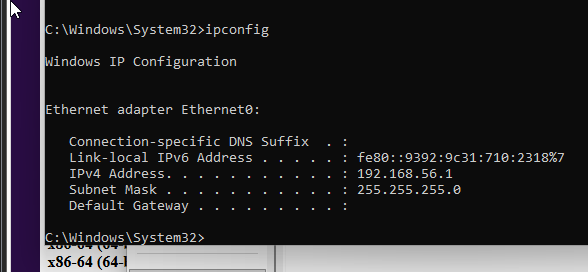 C:\Windows\System32>ipconfig
Windows IP Configuration
Ethernet adapter Ethernet0:
Connection-specific DNS Suffix  . :
Link-local IPv6 Address . . . . . : fe80::9392:9c31:710:2318%7
IPv4 Address. . . . . . . . . . . : 192.168.56.1
Subnet Mask . . . . . . . . . . . : 255.255.255.0
Default Gateway . . . . . . . . . :
C:\Windows\System32>
x86-64 (64-
x86-64 (64-